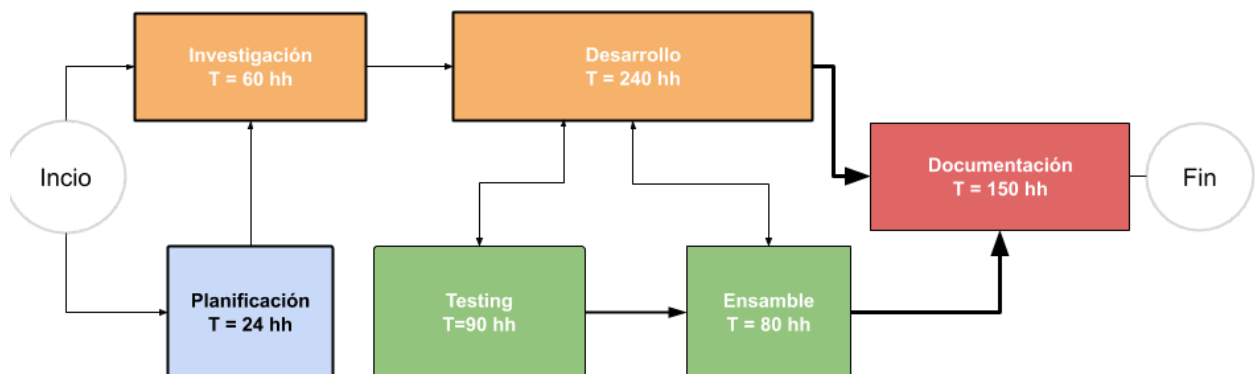 Investigación
T = 60 hh
Desarrollo
T = 240 hh
Incio
Documentación
T = 150 hh
Fin
Planificación
T = 24 hh
Testing
T=90 hh
Ensamble
T = 80 hh